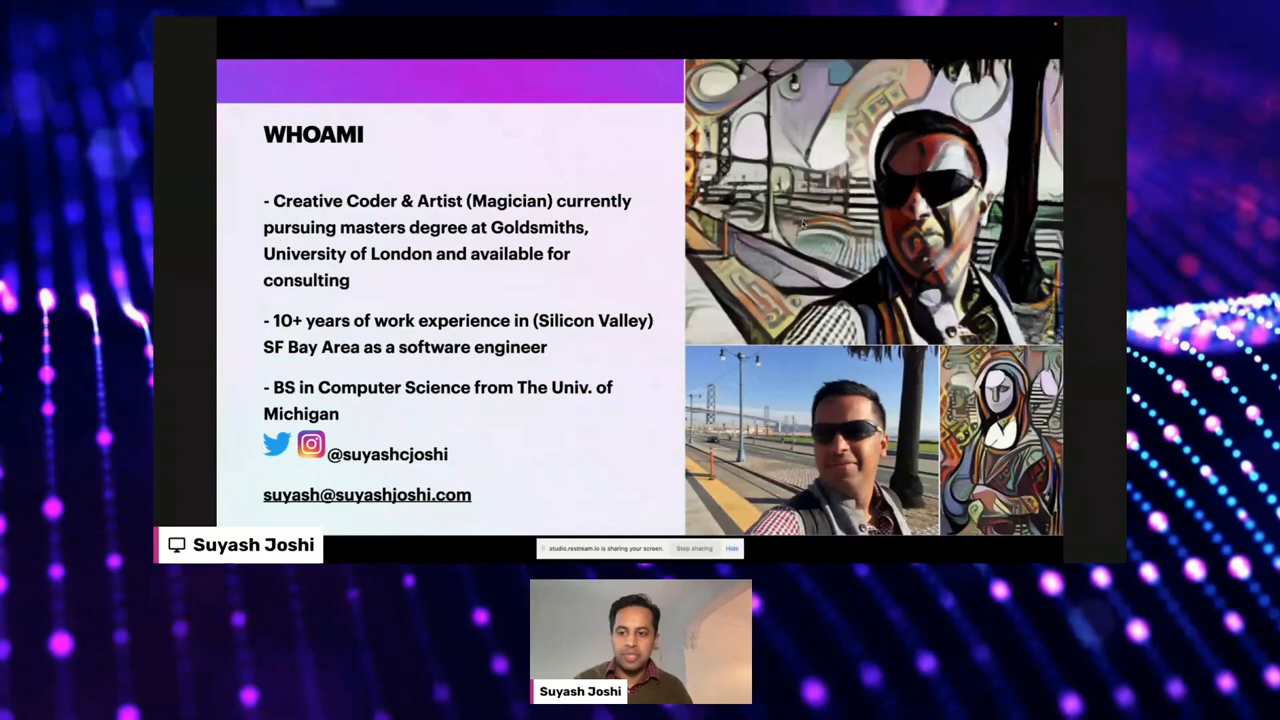 WHOAMI
- Creative Coder & Artist (Magician) currently
pursuing masters degree at Goldsmiths,
University of London and available for
consulting
- 10+ years of work experience in (Silicon Valley)
SF Bay Area as a software engineer
- BS in Computer Science from The Univ. of
Michigan
@suyashcjoshi
suyash@suyashjoshi.com
Suyash Joshi
studio.restream.io is sharing your screen. Stop sharing Hide
Suyash Joshi